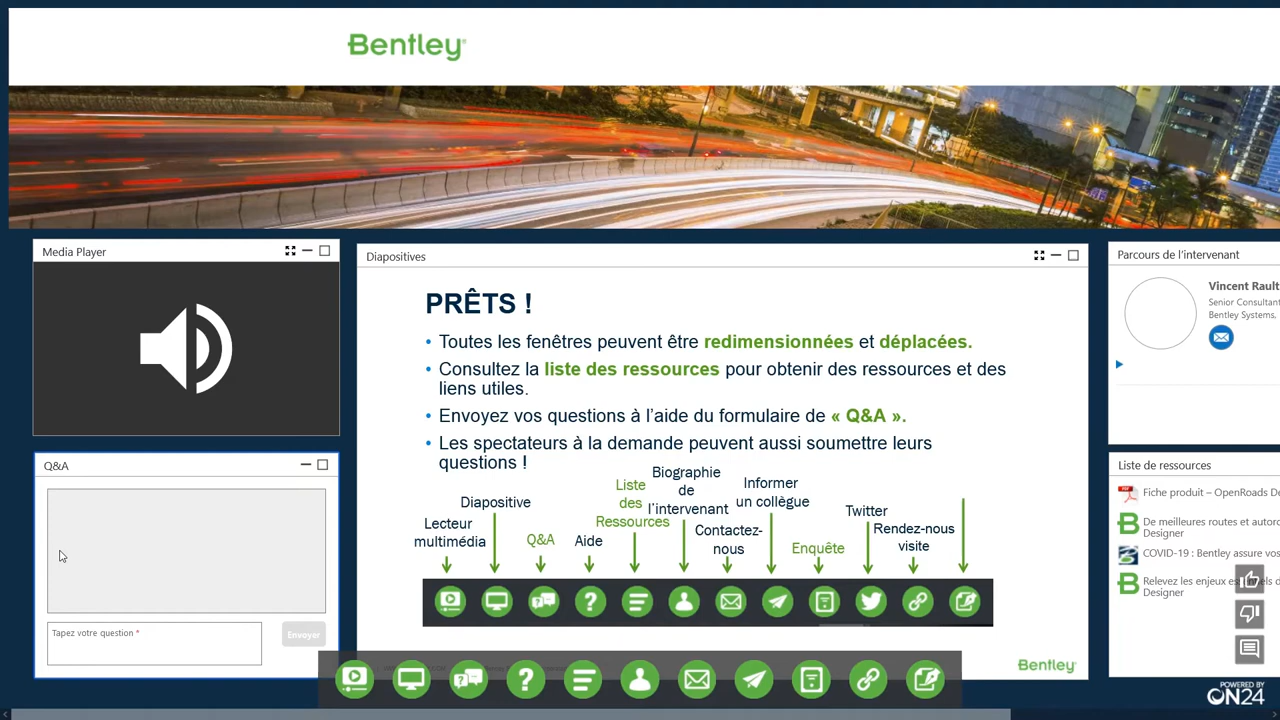 Bentley®
Media Player
Q&A
Tapez votre question *
Envoyer
Diapositives
PRÊTS !
• Toutes les fenêtres peuvent être redimensionnées et déplacées.
• Consultez la liste des ressources pour obtenir des ressources et des
liens utiles.
• Envoyez vos questions à l’aide du formulaire de « Q&A ».
• Les spectateurs à la demande peuvent aussi soumettre leurs
questions !
Lecteur
multimédia
Diapositive
Q&A
Aide
Liste
des
Ressources
Biographie
de
l’intervenant
Contactez-
nous
Informer
un collègue
Enquête
Twitter
Rendez-nous
visite
Bentley®
Parcours de l’intervenant
Vincent Rault
Senior Consultant
Bentley Systems,
Liste de ressources
Fiche produit – OpenRoads De
De meilleures routes et autoro
Designer
COVID-19 : Bentley assure vos
Relevez les enjeux es
Designer
POWERED BY
ON24